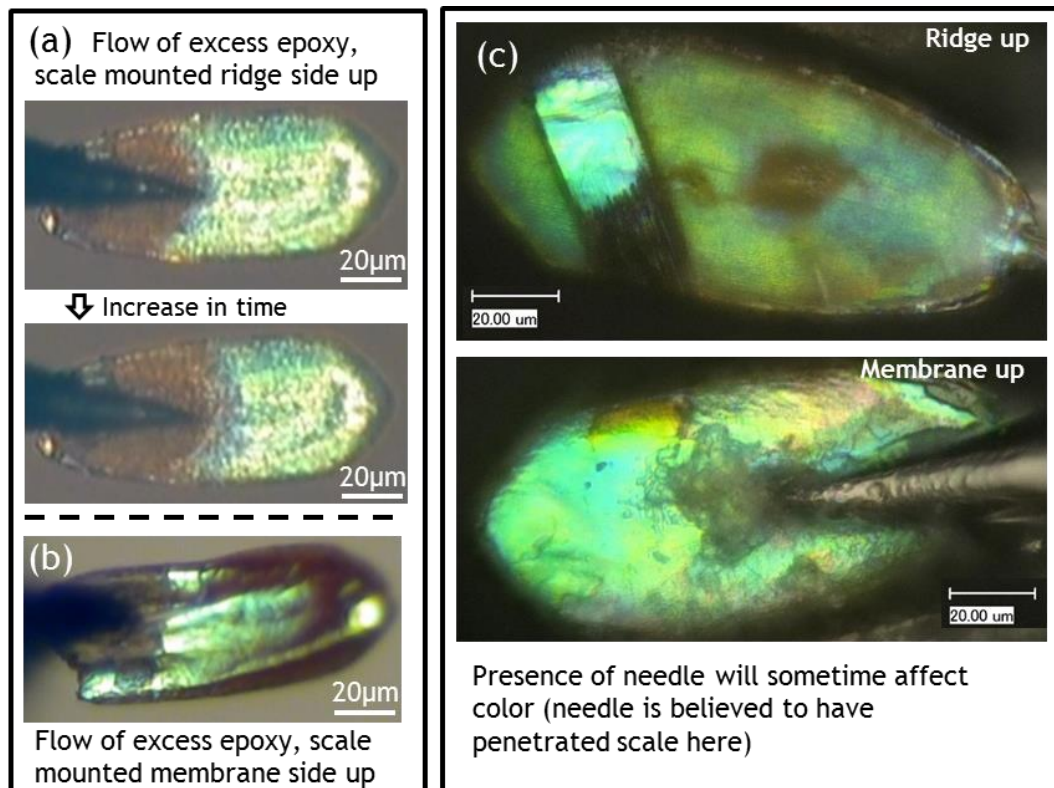 (a) Flow of excess epoxy,
scale mounted ridge side up
20µm
Increase in time
20µm
(b)
20µm
Flow of excess epoxy, scale
mounted membrane side up
(c)
Ridge up
20.00 um
Membrane up
20.00 um
Presence of needle will sometime affect
color (needle is believed to have
penetrated scale here)